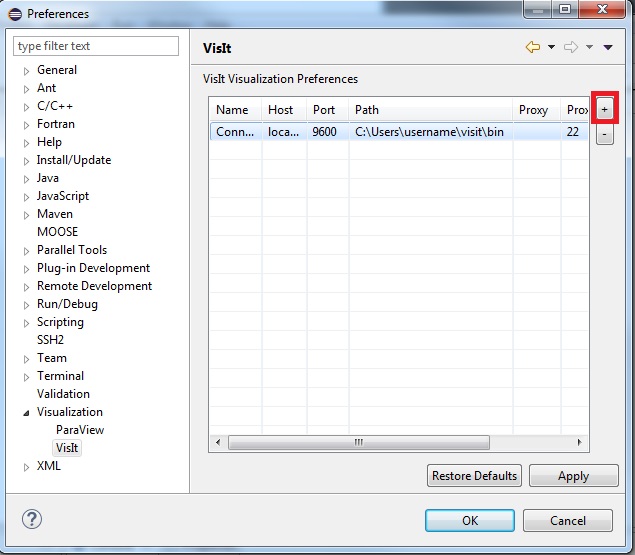 Preferences
type filter text
General
Ant
C/C++
Fortran
Help
Install/Update
Java
JavaScript
Maven
MOOSE
Parallel Tools
Plug-in Development
Remote Development
Run/Debug
Scripting
SSH2
Team
Terminal
Validation
Visualization
ParaView
VisIt
XML
VisIt
VisIt Visualization Preferences
Name Host Port Path Proxy Prox
Conn... loca... 9600 C:\Users\username\visit\bin 22
+
-
Restore Defaults Apply
? OK Cancel